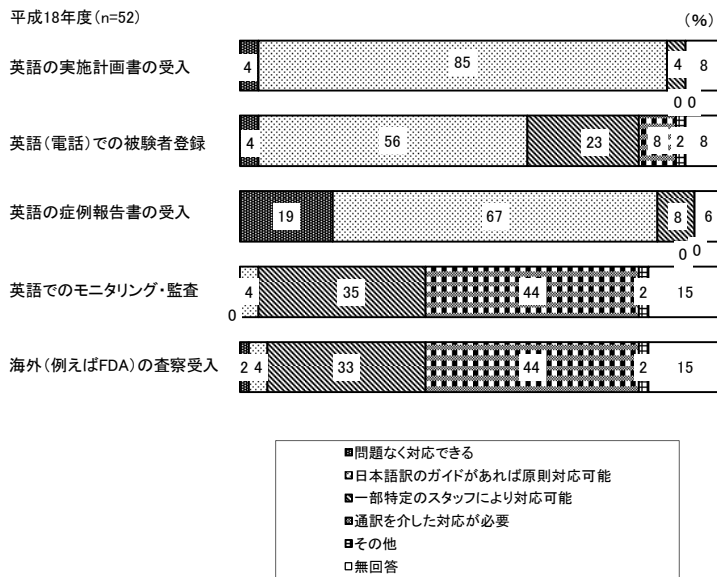 平成18年度(n=52)
(%)
英語の実施計画書の受入
4 85 4 8
0 0
英語(電話)での被験者登録
4 56 23 8 2 8
英語の症例報告書の受入
19 67 8 6
0 0
英語でのモニタリング・監査
0 4 35 44 2 15
海外(例えばFDA)の査察受入
2 4 33 44 2 15
問題なく対応できる
日本語訳のガイドがあれば原則対応可能
一部特定のスタッフにより対応可能
通訳を介した対応が必要
その他
無回答